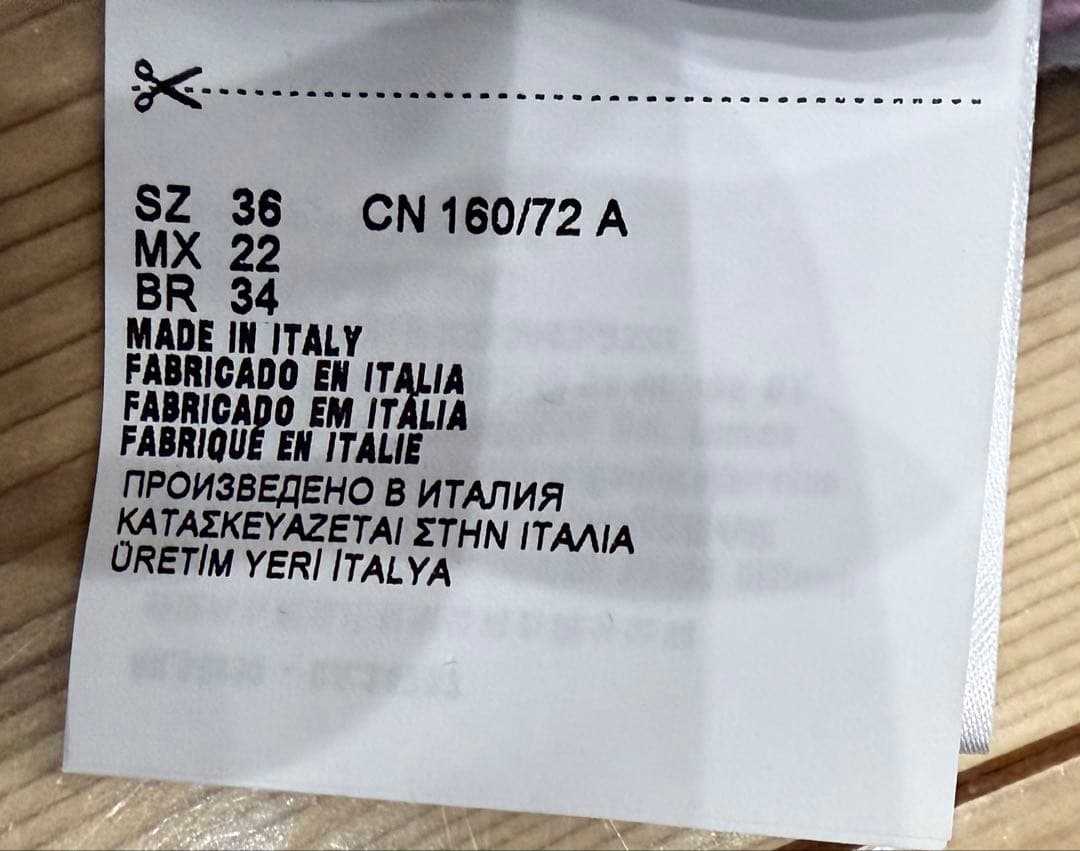 SZ 36 CN 160/72 A
MX 22
BR 34
MADE IN ITALY
FABRICADO EN ITALIA
FABRICADO EM ITÁLIA
FABRIQUÉ EN ITALIE
ПРОИЗВЕДЕНО В ИТАЛИЯ
ΚΑΤΑΣΚΕΥΑΖΕΤΑΙ ΣΤΗΝ ΙΤΑΛΙΑ
ÜRETİM YERİ İTALYA